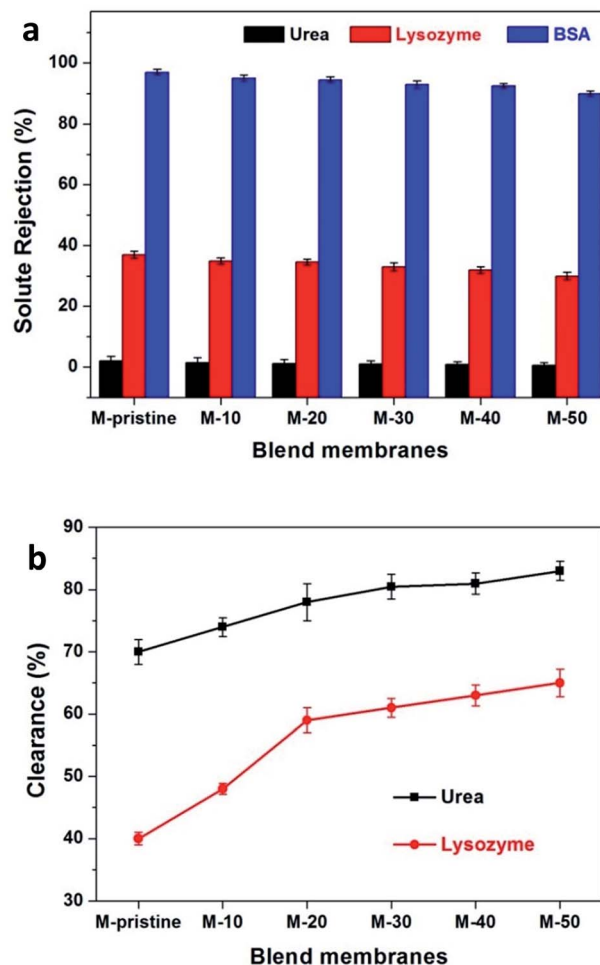 a
Urea Lysozyme BSA
Solute Rejection (%)
100
80
60
40
20
0
M-pristine M-10 M-20 M-30 M-40 M-50
Blend membranes
b
Clearance (%)
90
80
70
60
50
40
30
Urea
Lysozyme
M-pristine M-10 M-20 M-30 M-40 M-50
Blend membranes